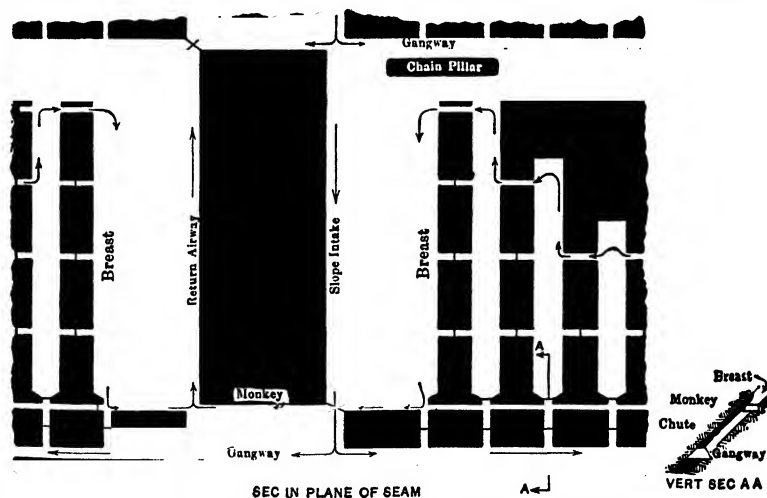 Gangway
Chain Pillar
Breast
Return Airway
Slope Intake
Breast
A
Monkey
Gangway
SEC IN PLANE OF SEAM
A
Breast
Monkey
Chute
Gangway
VERT SEC AA